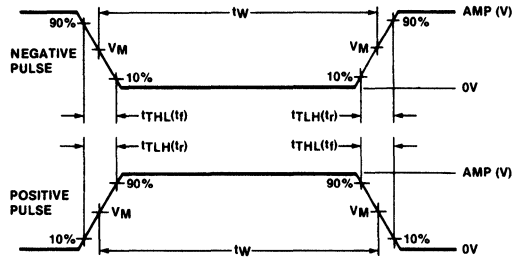 tW
AMP (V)
90%
90%
NEGATIVE
PULSE
VM
VM
10%
10%
0V
tTHL(tf)
tTLH(tr)
tTLH(tr)
tTHL(tf)
AMP (V)
POSITIVE
PULSE
90%
90%
VM
VM
10%
10%
tW
0V